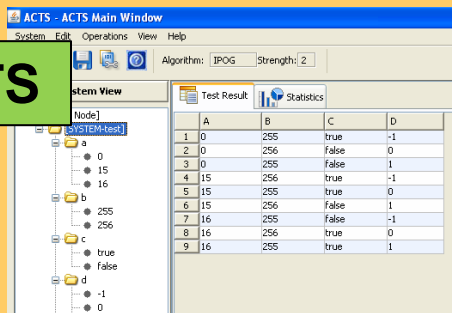 ACTS - ACTS Main Window
System Edit Operations View Help
Algorithm: IPOG Strength: 2
TS
stem View
Test Result Statistics
Node]
[SYSTEM-test]
a
0
15
16
b
255
256
c
true
false
d
-1
0
A B C D
1 0 255 true -1
2 0 256 false 0
3 0 255 false 1
4 15 256 true -1
5 15 255 true 0
6 15 256 false 1
7 16 255 false -1
8 16 256 true 0
9 16 255 true 1